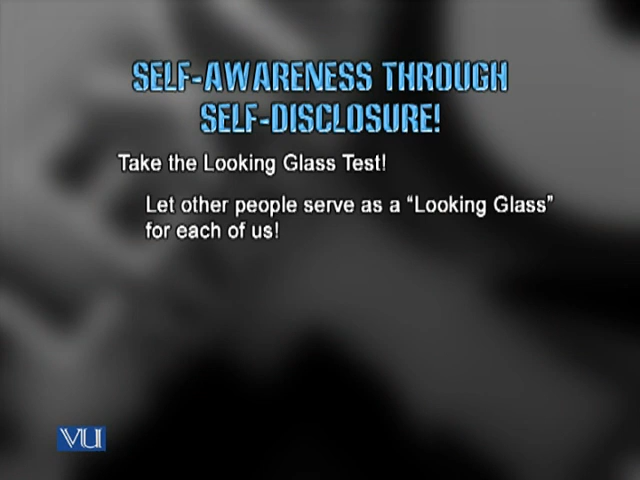 SELF-AWARENESS THROUGH
SELF-DISCLOSURE!
Take the Looking Glass Test!
Let other people serve as a “Looking Glass”
for each of us!
VU